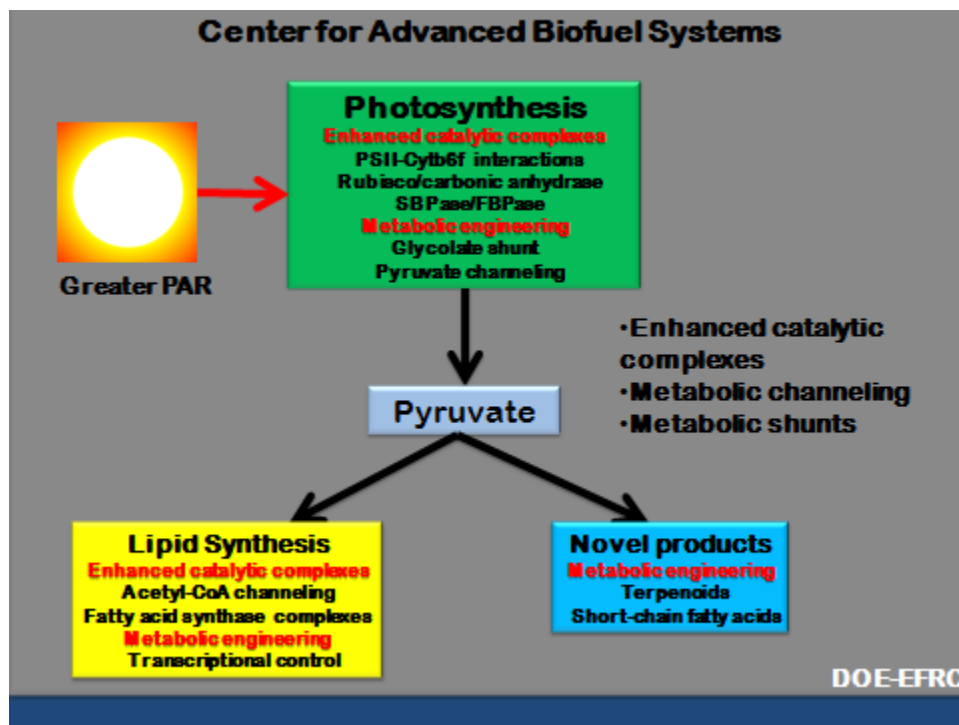 Center for Advanced Biofuel Systems
Photosynthesis
Enhanced catalytic complexes
PSII-Cytb6f interactions
Rubisco/carbonic anhydrase
SBPase/FBPase
Metabolic engineering
Glycolate shunt
Pyruvate channeling
Greater PAR
•Enhanced catalytic
complexes
•Metabolic channeling
•Metabolic shunts
Pyruvate
Lipid Synthesis
Enhanced catalytic complexes
Acetyl-CoA channeling
Fatty acid synthase complexes
Metabolic engineering
Transcriptional control
Novel products
Metabolic engineering
Terpenoids
Short-chain fatty acids
DOE-EFRC